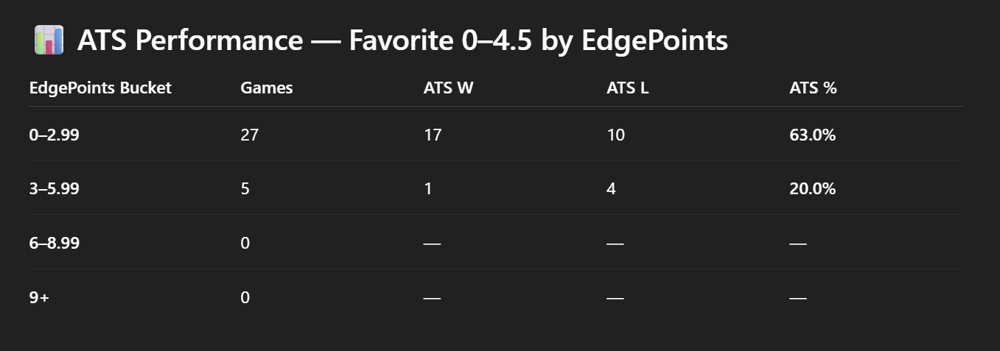 ATS Performance — Favorite 0–4.5 by EdgePoints
EdgePoints Bucket Games ATS W ATS L ATS %
0–2.99 27 17 10 63.0%
3–5.99 5 1 4 20.0%
6–8.99 0 — — —
9+ 0 — — —